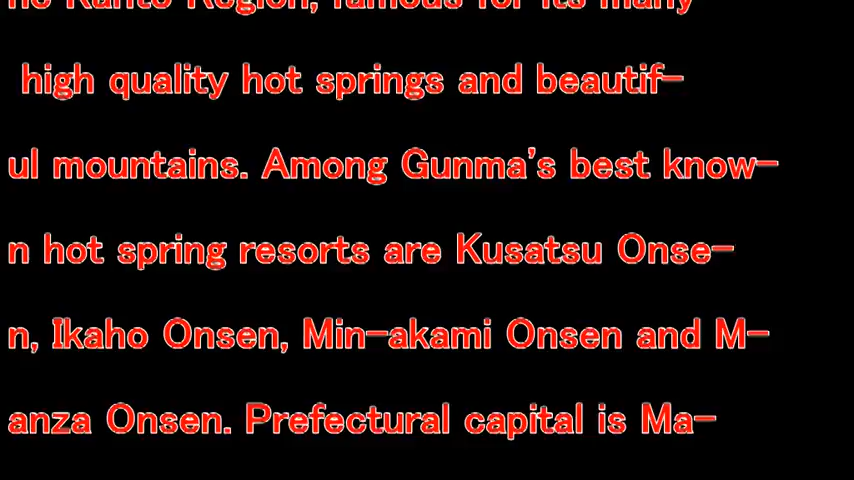 he Kanto Region, famous for its many
high quality hot springs and beautif-
ul mountains. Among Gunma's best know-
n hot spring resorts are Kusatsu Onse-
n, Ikaho Onsen, Min-akami Onsen and M-
anza Onsen. Prefectural capital is Ma-